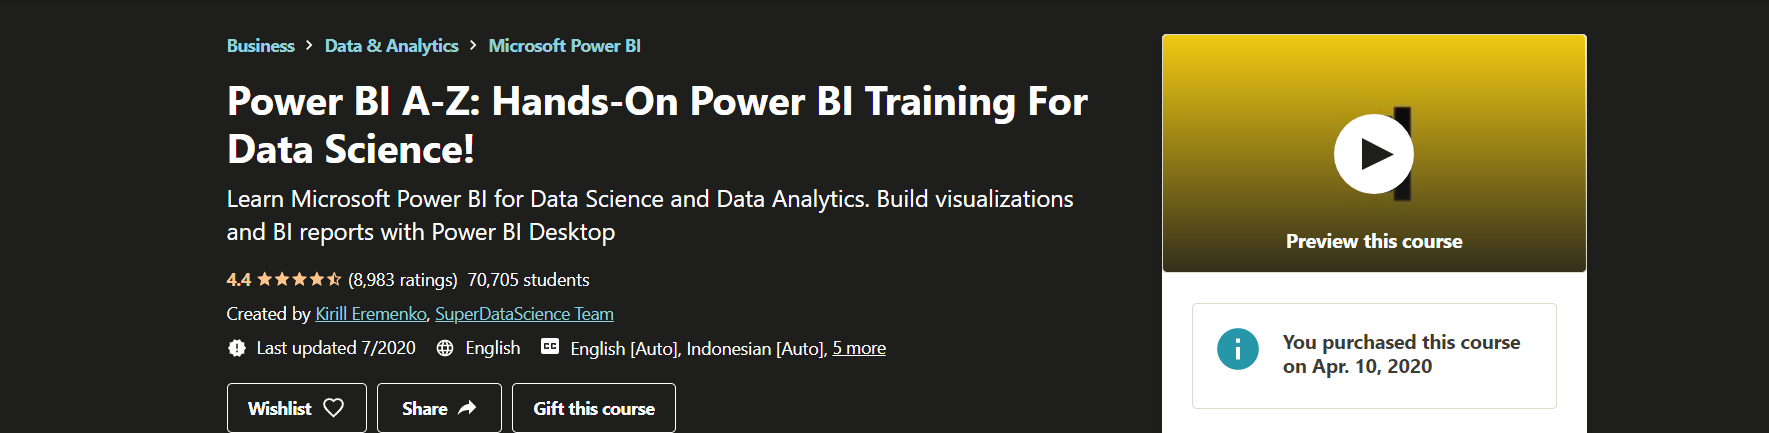 Business > Data & Analytics > Microsoft Power BI
Power BI A-Z: Hands-On Power BI Training For
Data Science!
Learn Microsoft Power BI for Data Science and Data Analytics. Build visualizations
and BI reports with Power BI Desktop
4.4 (8,983 ratings) 70,705 students
Created by Kirill Eremenko, SuperDataScience Team
Last updated 7/2020 English CC English [Auto], Indonesian [Auto], 5 more
Wishlist Share Gift this course
Preview this course
You purchased this course
on Apr. 10, 2020